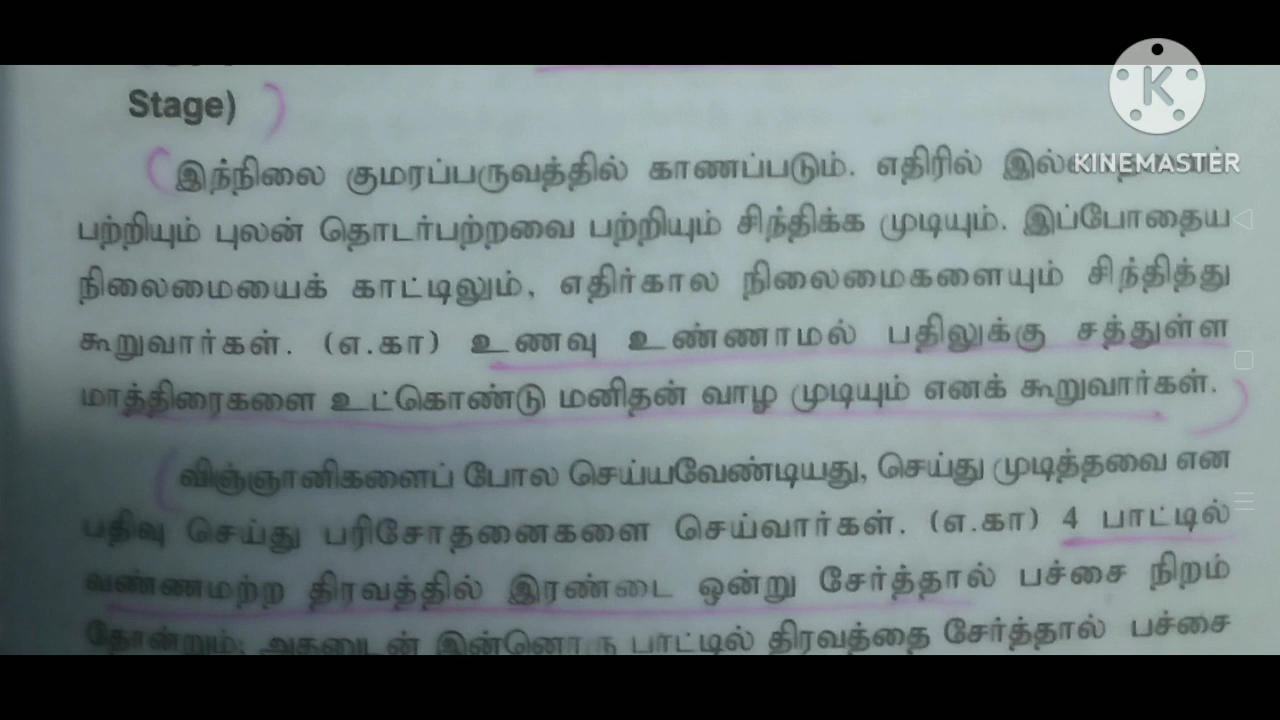 Stage)
இந்நிலை குமரப்பருவத்தில் காணப்படும். எதிரில்
KINEMASTER
பற்றியும் புலன் தொடர்பற்றவை பற்றியும் சிந்திக்க முடியும். இப்போதைய
நிலைமையைக் காட்டிலும், எதிர்கால நிலைமைகளையும் சிந்தித்து
கூறுவார்கள். (எ.கா) உணவு உண்ணாமல் பதிலுக்கு சத்துள்ள
மாத்திரைகளை உட்கொண்டு மனிதன் வாழ முடியும் எனக் கூறுவார்கள்.
விஞ்ஞானிகளைப் போல செய்யவேண்டியது, செய்து முடித்தவை என
பதிவு செய்து பரிசோதனைகளை செய்வார்கள். (எ.கா) 4 பாட்டில்
வண்ணமற்ற திரவத்தில் இரண்டை ஒன்று சேர்த்தால் பச்சை நிறம்
தோன்றும்; அதனுடன் இன்னொரு பாட்டில் திரவத்தை சேர்த்தால் பச்சை